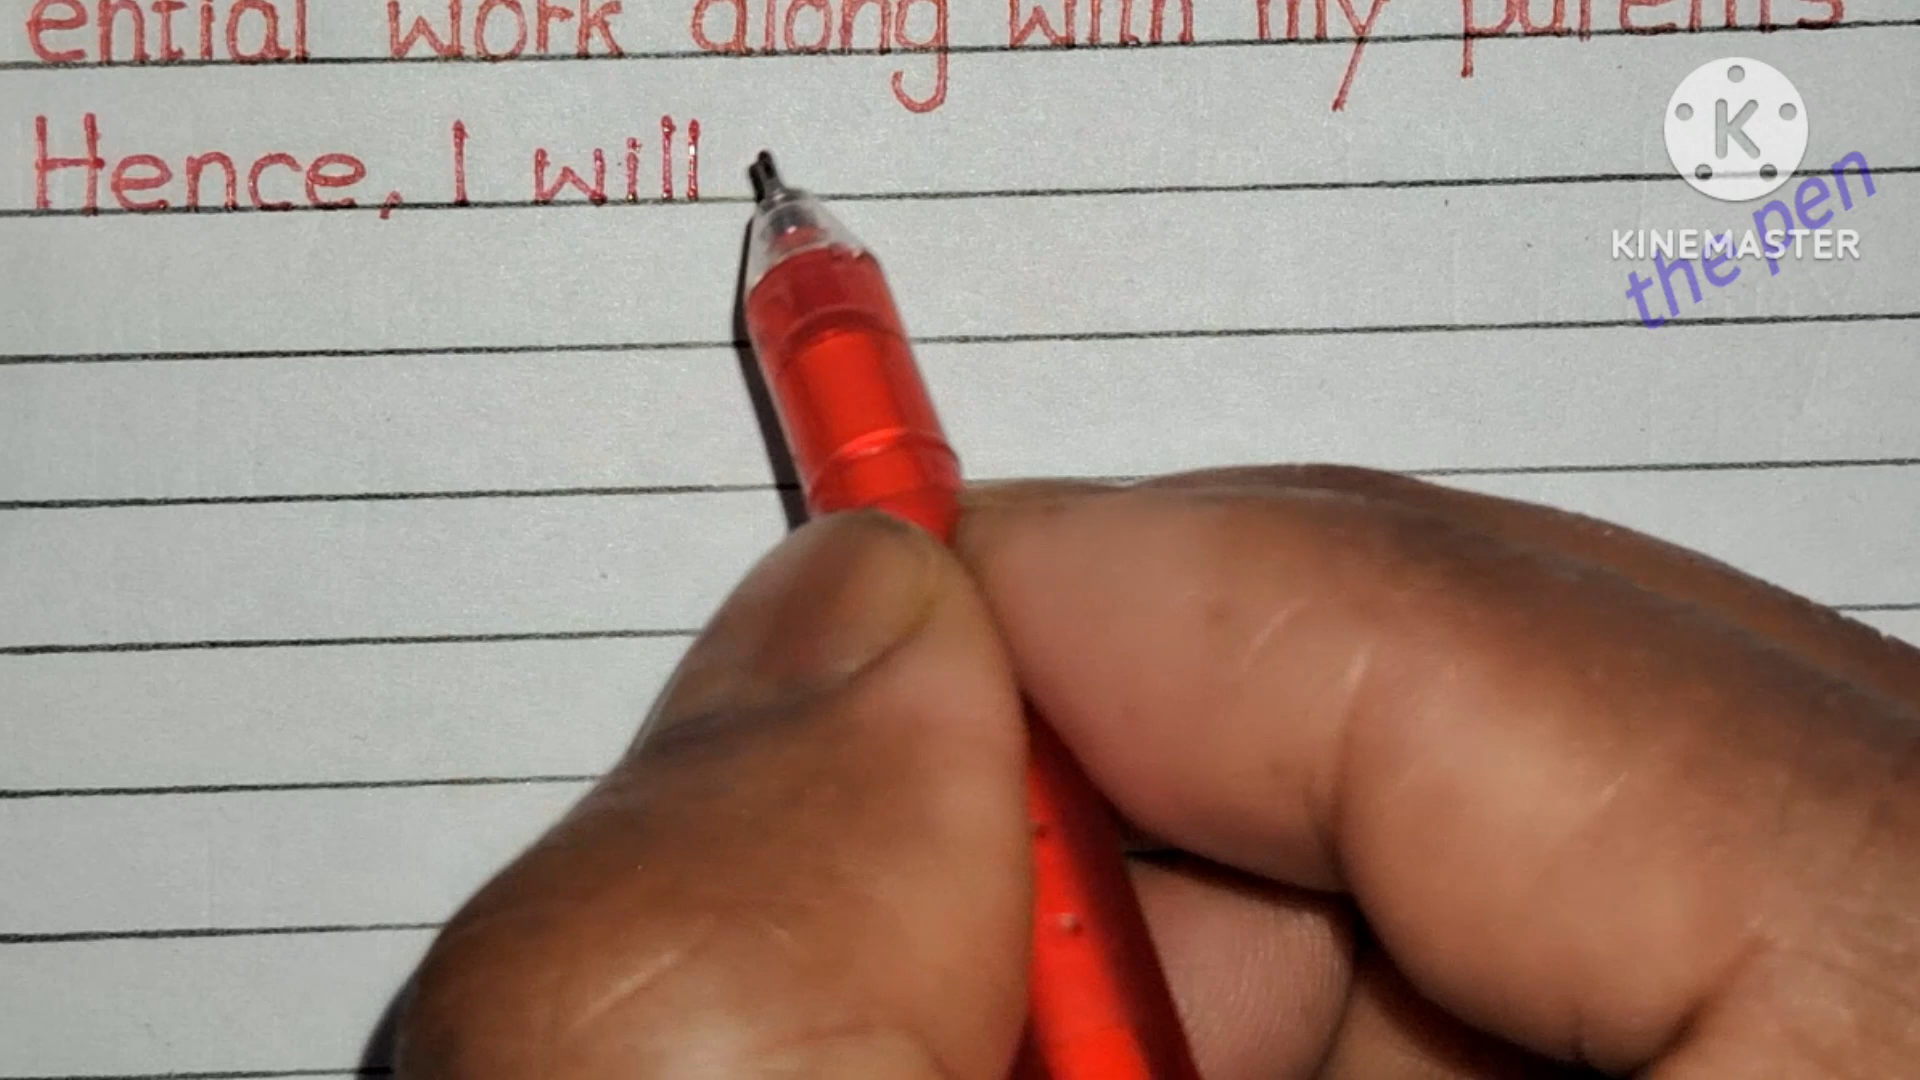 ential work along with my parents
Hence, I will
K
KINEMASTER
the pen